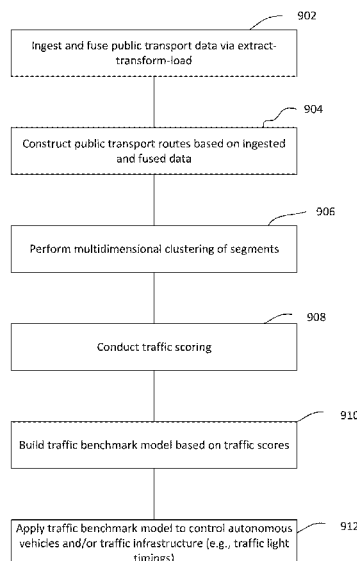 902
Ingest and fuse public transport data via extract-
transform-load
904
Construct public transport routes based on ingested
and fused data
906
Perform multidimensional clustering of segments
908
Conduct traffic scoring
910
Build traffic benchmark model based on traffic scores
912
Apply traffic benchmark model to control autonomous
vehicles and/or traffic infrastructure (e.g., traffic light
timings)